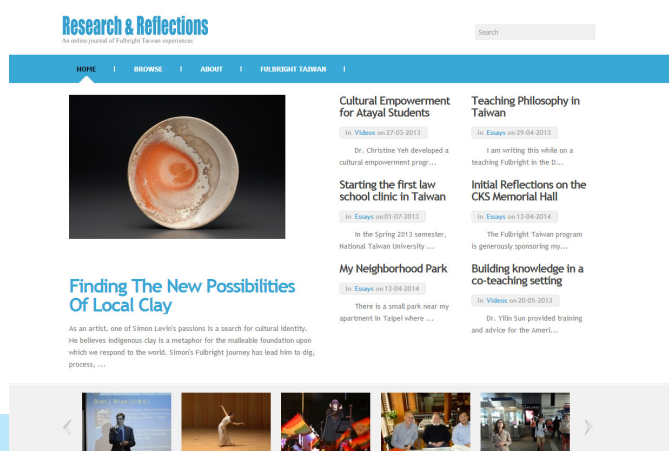 Research & Reflections
An online journal of Fulbright Taiwan experiences
Search
HOME | BROWSE | ABOUT | FULBRIGHT TAIWAN |
Finding The New Possibilities
Of Local Clay
As an artist, one of Simon Levin's passions is a search for cultural identity.
He believes indigenous clay is a metaphor for the malleable foundation upon
which we respond to the world. Simon's Fulbright journey has lead him to dig,
process, ...
Cultural Empowerment
for Atayal Students
in Videos on 27-03-2013
Dr. Christine Yeh developed a
cultural empowerment progr...
Teaching Philosophy in
Taiwan
in Essays on 29-04-2013
I am writing this while on a
teaching Fulbright in the D...
Starting the first law
school clinic in Taiwan
in Essays on 01-07-2013
In the Spring 2013 semester,
National Taiwan University ...
Initial Reflections on the
CKS Memorial Hall
in Essays on 13-04-2014
The Fulbright Taiwan program
is generously sponsoring my...
My Neighborhood Park
in Essays on 13-04-2014
There is a small park near my
apartment in Taipei where ...
Building knowledge in a
co-teaching setting
in Videos on 20-05-2013
Dr. Yilin Sun provided training
and advice for the Ameri...